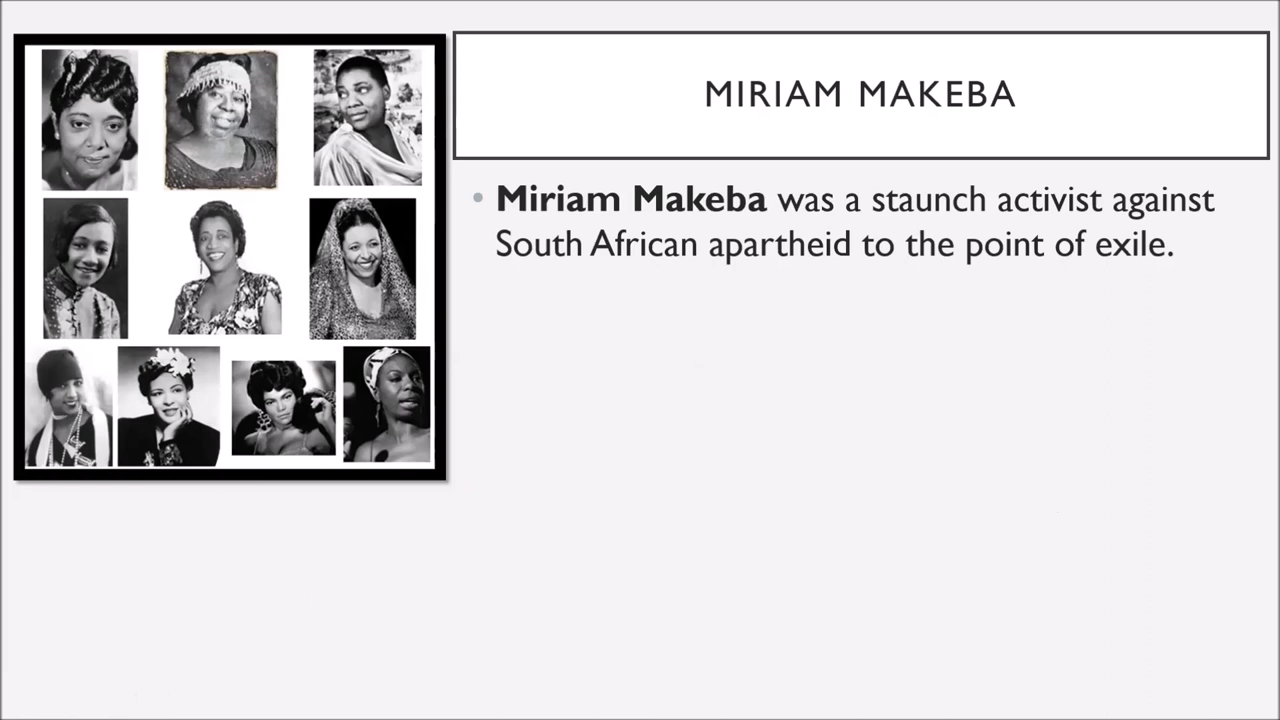 MIRIAM MAKEBA
• Miriam Makeba was a staunch activist against
South African apartheid to the point of exile.